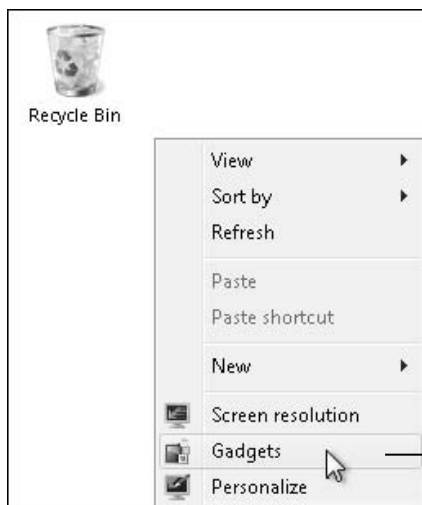 Recycle Bin
View
Sort by
Refresh
Paste
Paste shortcut
New
Screen resolution
Gadgets
Personalize